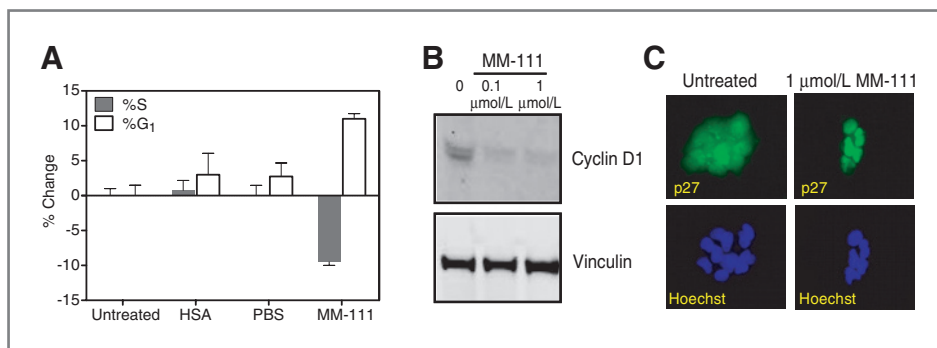 A
%S
%G1
% Change
15
10
5
0
-5
-10
-15
Untreated HSA PBS MM-111
B
MM-111
0 0.1 1
μmol/L μmol/L
Cyclin D1
Vinculin
C
Untreated 1 μmol/L MM-111
p27 p27
Hoechst Hoechst